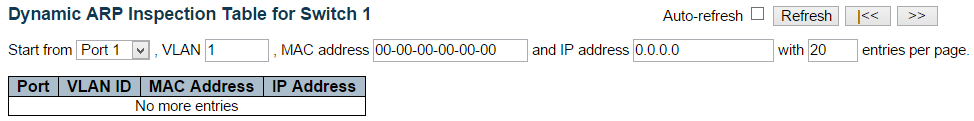 Dynamic ARP Inspection Table for Switch 1
Auto-refresh Refresh |<< >>
Start from Port 1 , VLAN 1 , MAC address 00-00-00-00-00-00 and IP address 0.0.0.0 with 20 entries per page.
Port VLAN ID MAC Address IP Address
No more entries